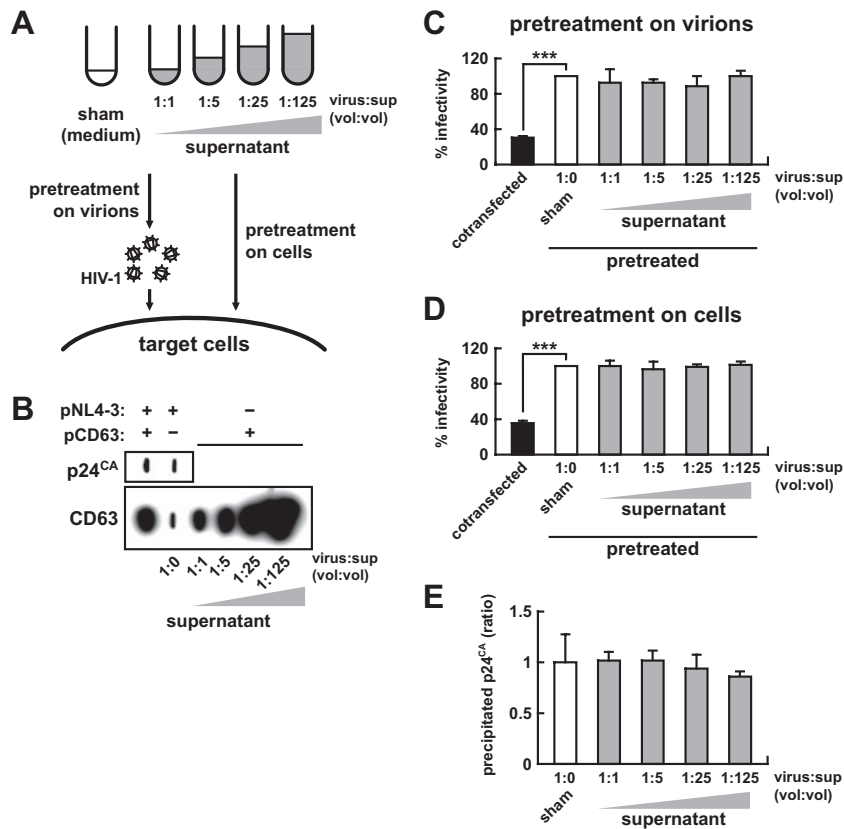 A
sham
(medium)
1:1 1:5 1:25 1:125
virus:sup
(vol:vol)
supernatant
pretreatment
on virions
pretreatment
on cells
HIV-1
target cells
B
pNL4-3: + + −
pCD63: + − +
p24CA
CD63
1:0 1:1 1:5 1:25 1:125
virus:sup
(vol:vol)
supernatant
C
pretreatment on virions
% infectivity
120
80
40
0
***
cotransfected
1:0 1:1 1:5 1:25 1:125
virus:sup
(vol:vol)
sham
supernatant
pretreated
D
pretreatment on cells
% infectivity
120
80
40
0
***
cotransfected
1:0 1:1 1:5 1:25 1:125
virus:sup
(vol:vol)
sham
supernatant
pretreated
E
precipitated p24CA (ratio)
1.5
1
0.5
0
1:0 1:1 1:5 1:25 1:125
virus:sup
(vol:vol)
sham
supernatant